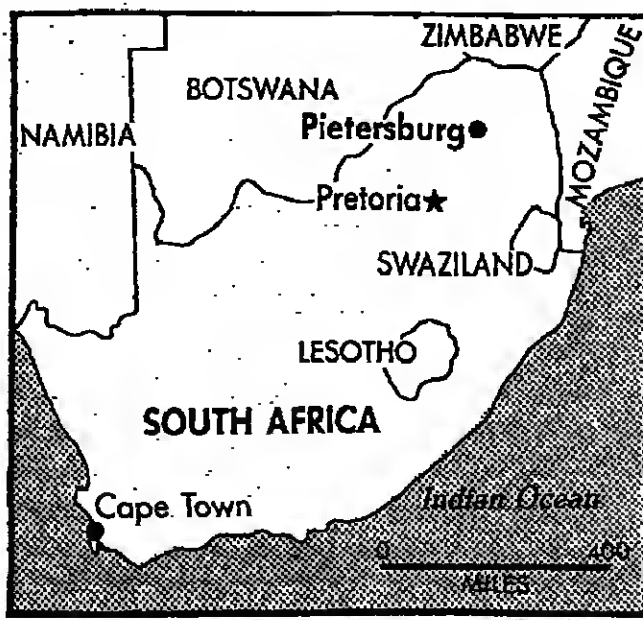 ZIMBABWE
BOTSWANA
MOZAMBIQUE
NAMIBIA
Pietersburg
Pretoria
SWAZILAND
LESOTHO
SOUTH AFRICA
Cape Town
Indian Ocean
0 400
MILES